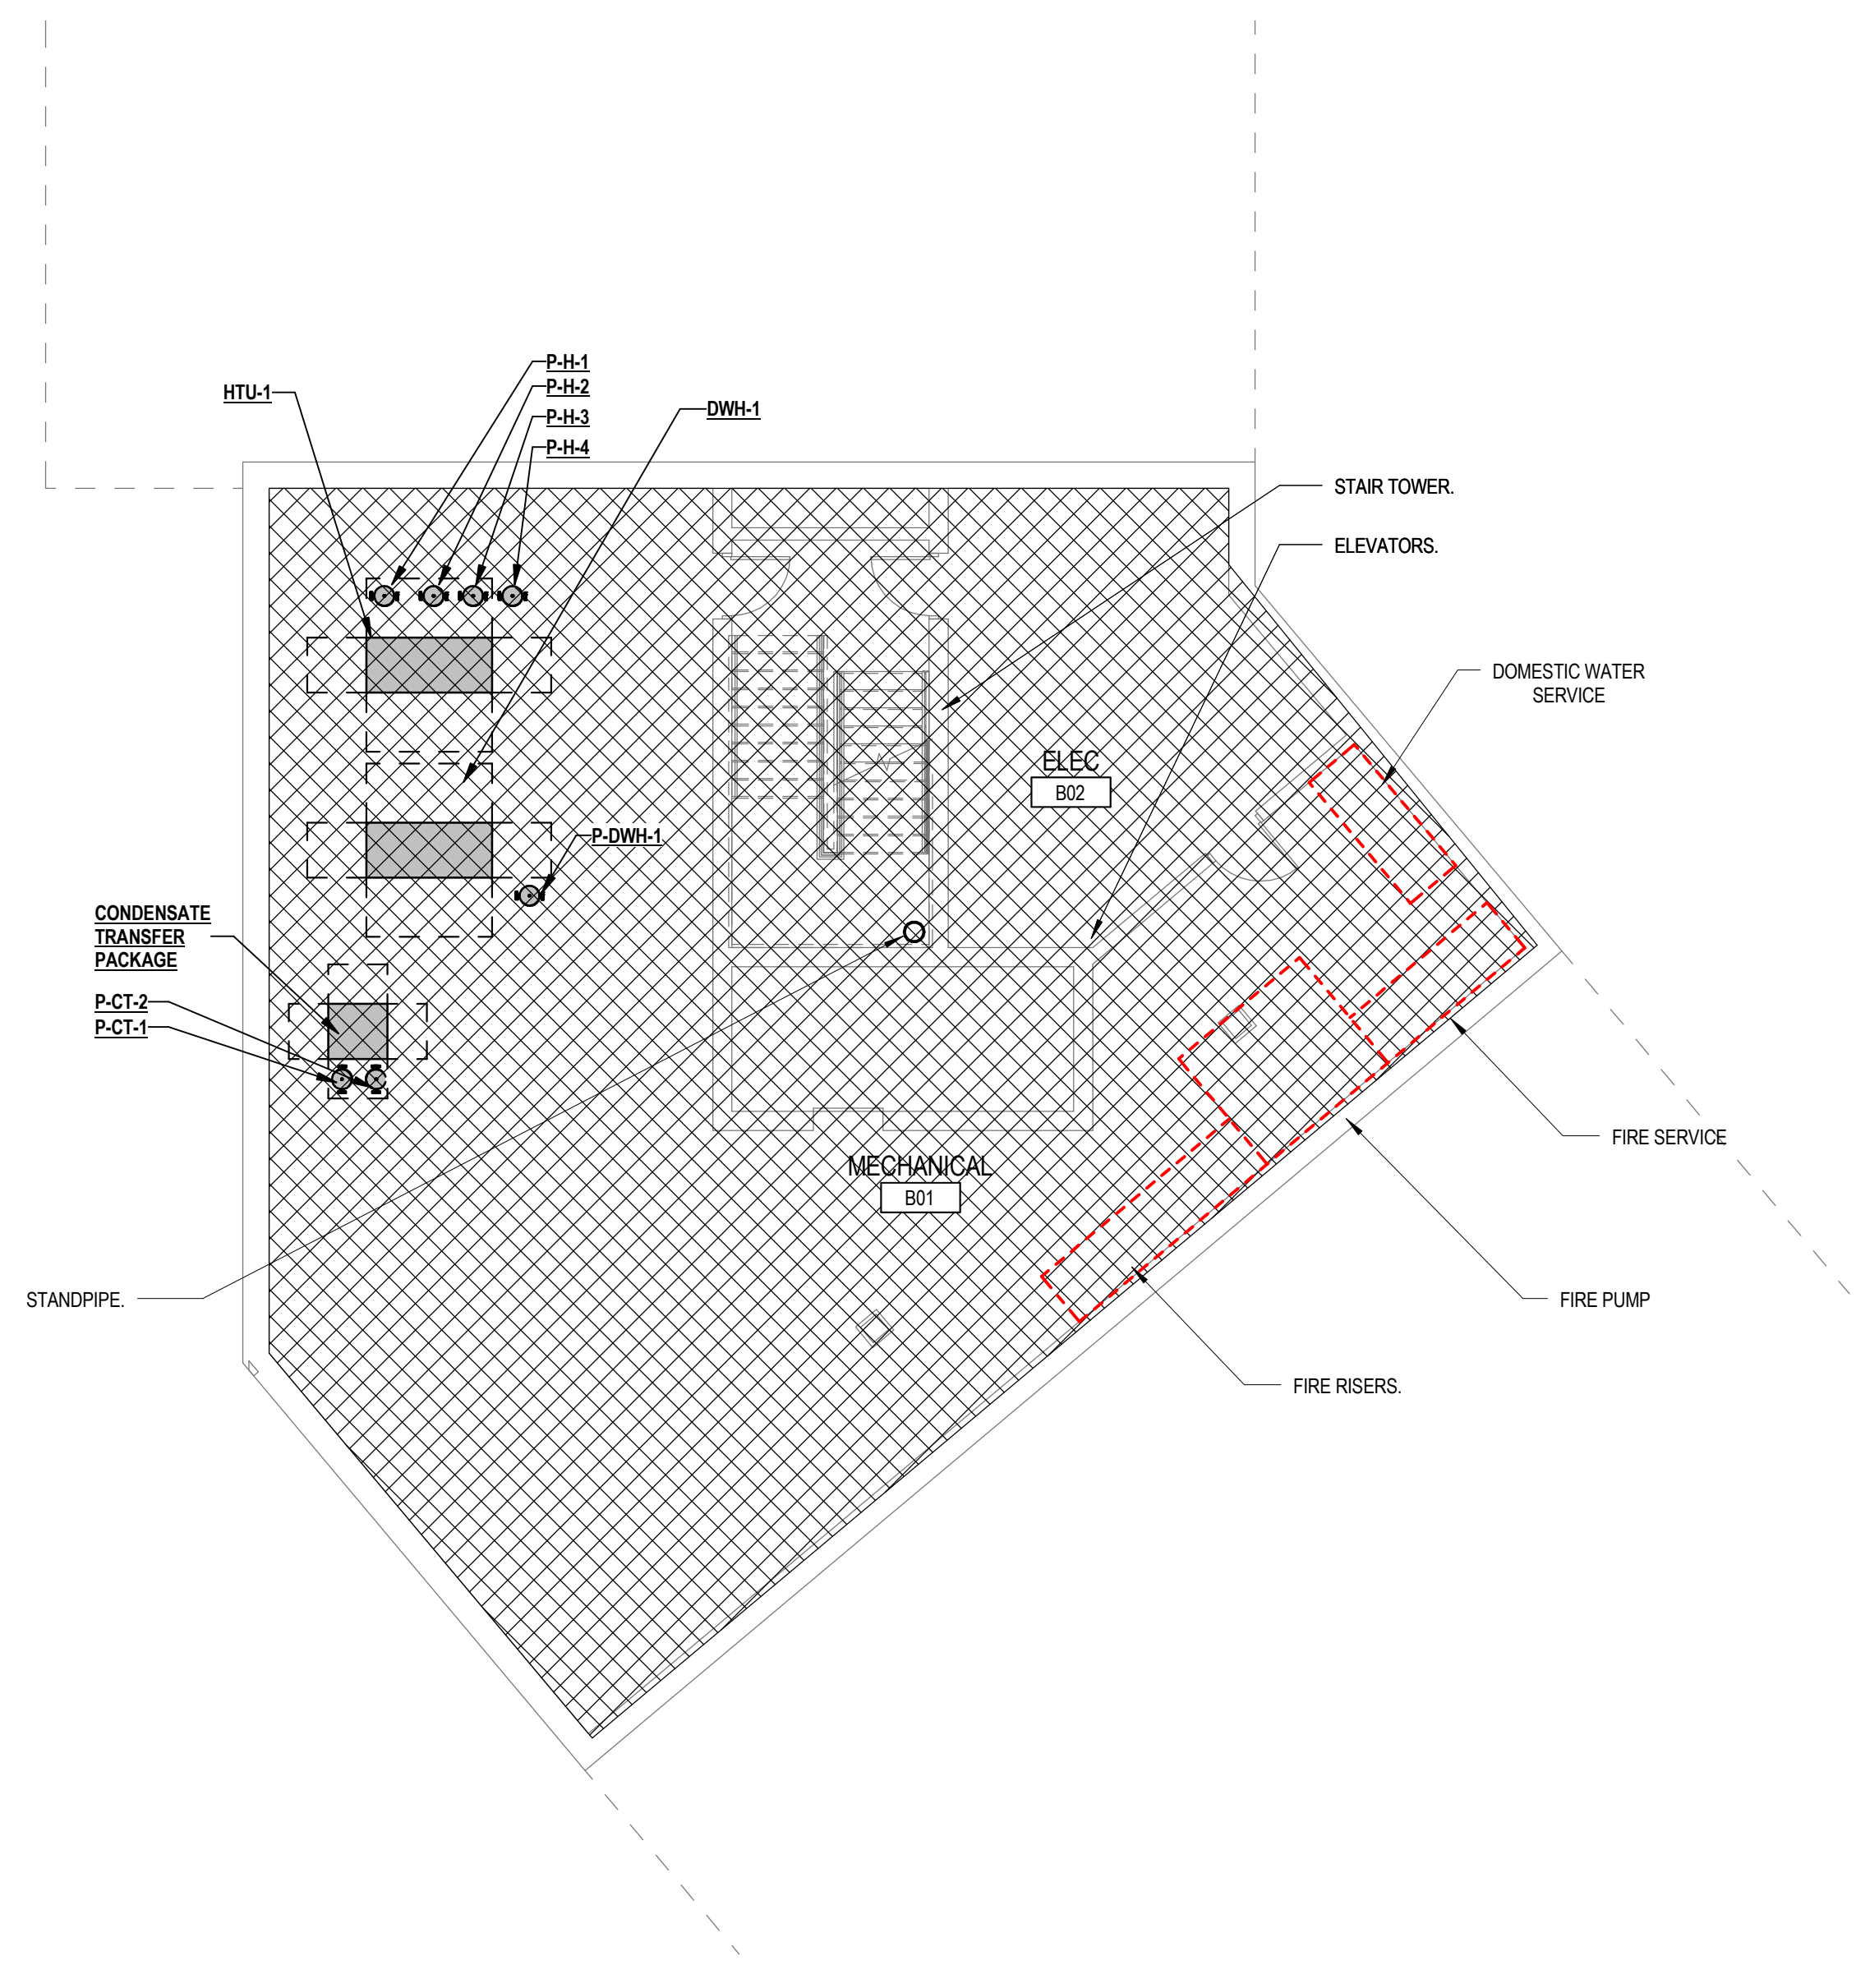 P-H-1
P-H-2
HTU-1
P-H-3
DWH-1
P-H-4
STAIR TOWER.
ELEVATORS.
DOMESTIC WATER
SERVICE
ELEC
B02
P-DWH-1
CONDENSATE
TRANSFER
PACKAGE
P-CT-2
P-CT-1
FIRE SERVICE
MECHANICAL
B01
STANDPIPE.
FIRE PUMP
FIRE RISERS.